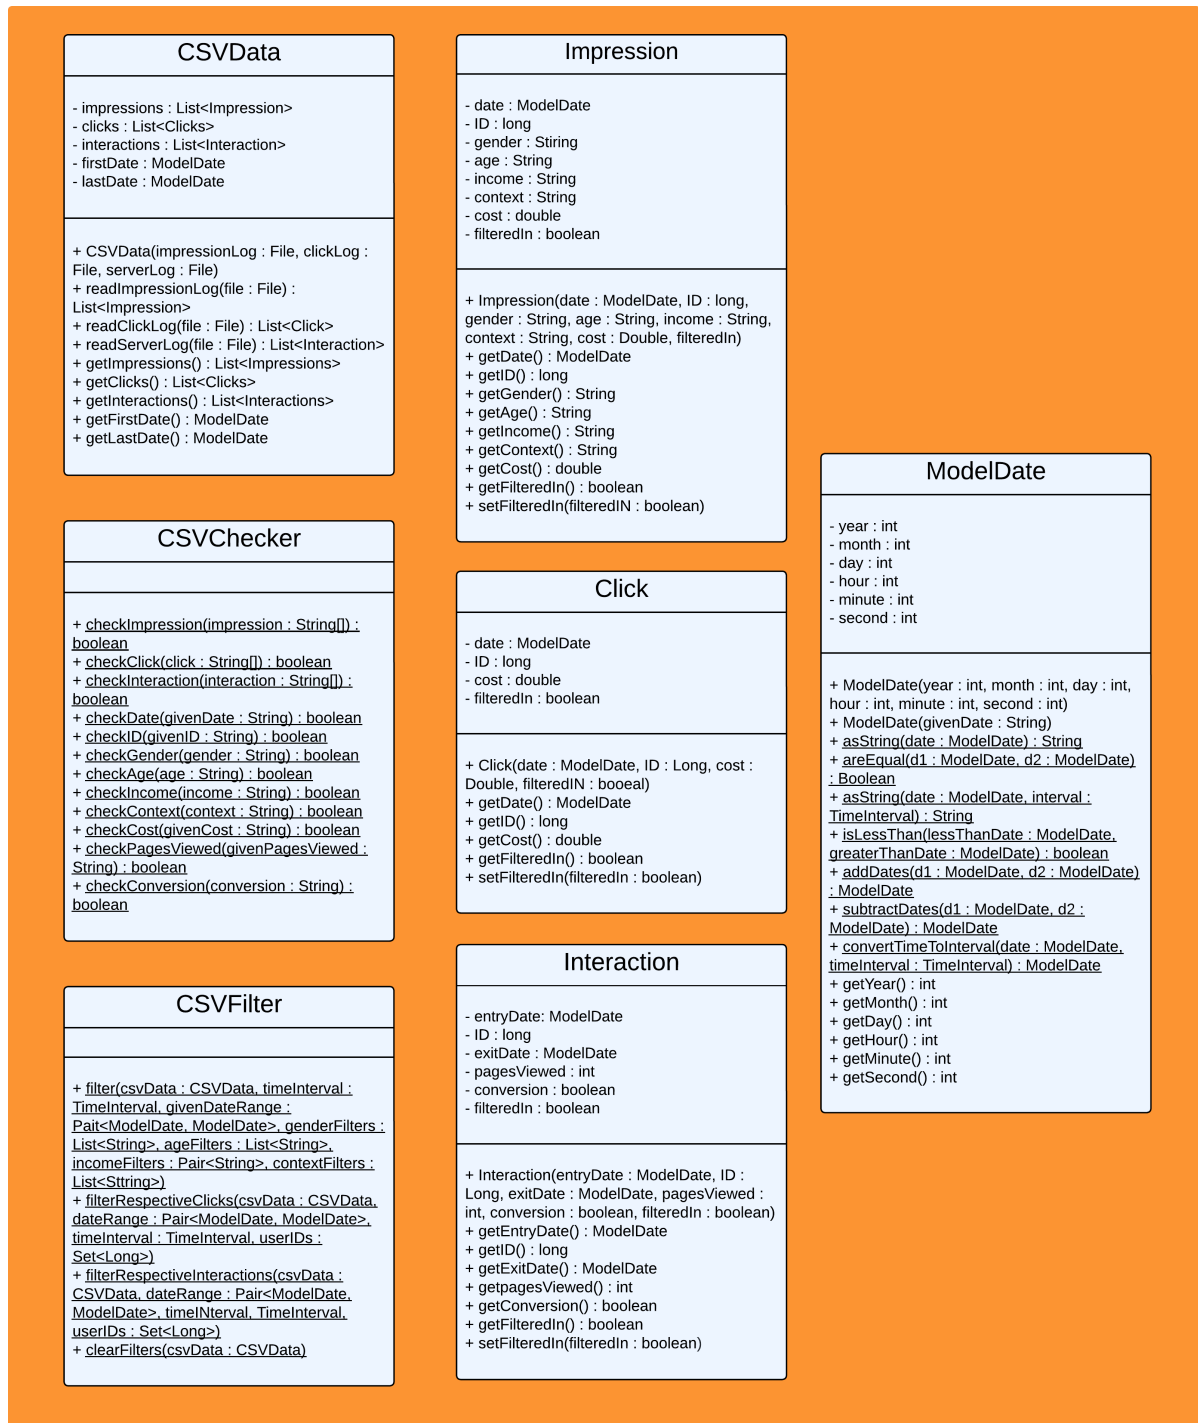 CSVData
- impressions : List<Impression>
- clicks : List<Clicks>
- interactions : List<Interaction>
- firstDate : ModelDate
- lastDate : ModelDate
+ CSVData(impressionLog : File, clickLog :
File, serverLog : File)
+ readImpressionLog(file : File) :
List<Impression>
+ readClickLog(file : File) : List<Click>
+ readServerLog(file : File) : List<Interaction>
+ getImpressions() : List<Impressions>
+ getClicks() : List<Clicks>
+ getInteractions() : List<Interactions>
+ getFirstDate() : ModelDate
+ getLastDate() : ModelDate
CSVChecker
+ checkImpression(impression : String[]) :
boolean
+ checkClick(click : String[]) : boolean
+ checkInteraction(interaction : String[]) :
boolean
+ checkDate(givenDate : String) : boolean
+ checkID(givenID : String) : boolean
+ checkGender(gender : String) : boolean
+ checkAge(age : String) : boolean
+ checkIncome(income : String) : boolean
+ checkContext(context : String) : boolean
+ checkCost(givenCost : String) : boolean
+ checkPagesViewed(givenPagesViewed :
String) : boolean
+ checkConversion(conversion : String) :
boolean
CSVFilter
+ filter(csvData : CSVData, timeInterval :
TimeInterval, givenDateRange :
Pait<ModelDate, ModelDate>, genderFilters :
List<String>, ageFilters : List<String>,
incomeFilters : Pair<String>, contextFilters :
List<Sttring>)
+ filterRespectiveClicks(csvData : CSVData,
dateRange : Pair<ModelDate, ModelDate>,
timeInterval : TimeInterval, userIDs :
Set<Long>)
+ filterRespectiveInteractions(csvData :
CSVData, dateRange : Pair<ModelDate,
ModelDate>, timeINterval, TimeInterval,
userIDs : Set<Long>)
+ clearFilters(csvData : CSVData)
Impression
- date : ModelDate
- ID : long
- gender : Stiring
- age : String
- income : String
- context : String
- cost : double
- filteredIn : boolean
+ Impression(date : ModelDate, ID : long,
gender : String, age : String, income : String,
context : String, cost : Double, filteredIn)
+ getDate() : ModelDate
+ getID() : long
+ getGender() : String
+ getAge() : String
+ getIncome() : String
+ getContext() : String
+ getCost() : double
+ getFilteredIn() : boolean
+ setFilteredIn(filteredIN : boolean)
Click
- date : ModelDate
- ID : long
- cost : double
- filteredIn : boolean
+ Click(date : ModelDate, ID : Long, cost :
Double, filteredIN : booeal)
+ getDate() : ModelDate
+ getID() : long
+ getCost() : double
+ getFilteredIn() : boolean
+ setFilteredIn(filteredIn : boolean)
Interaction
- entryDate: ModelDate
- ID : long
- exitDate : ModelDate
- pagesViewed : int
- conversion : boolean
- filteredIn : boolean
+ Interaction(entryDate : ModelDate, ID :
Long, exitDate : ModelDate, pagesViewed :
int, conversion : boolean, filteredIn : boolean)
+ getEntryDate() : ModelDate
+ getID() : long
+ getExitDate() : ModelDate
+ getpagesViewed() : int
+ getConversion() : boolean
+ getFilteredIn() : boolean
+ setFilteredIn(filteredIn : boolean)
ModelDate
- year : int
- month : int
- day : int
- hour : int
- minute : int
- second : int
+ ModelDate(year : int, month : int, day : int,
hour : int, minute : int, second : int)
+ ModelDate(givenDate : String)
+ asString(date : ModelDate) : String
+ areEqual(d1 : ModelDate, d2 : ModelDate)
: Boolean
+ asString(date : ModelDate, interval :
TimeInterval) : String
+ isLessThan(lessThanDate : ModelDate,
greaterThanDate : ModelDate) : boolean
+ addDates(d1 : ModelDate, d2 : ModelDate)
: ModelDate
+ subtractDates(d1 : ModelDate, d2 :
ModelDate) : ModelDate
+ convertTimeToInterval(date : ModelDate,
timeInterval : TimeInterval) : ModelDate
+ getYear() : int
+ getMonth() : int
+ getDay() : int
+ getHour() : int
+ getMinute() : int
+ getSecond() : int